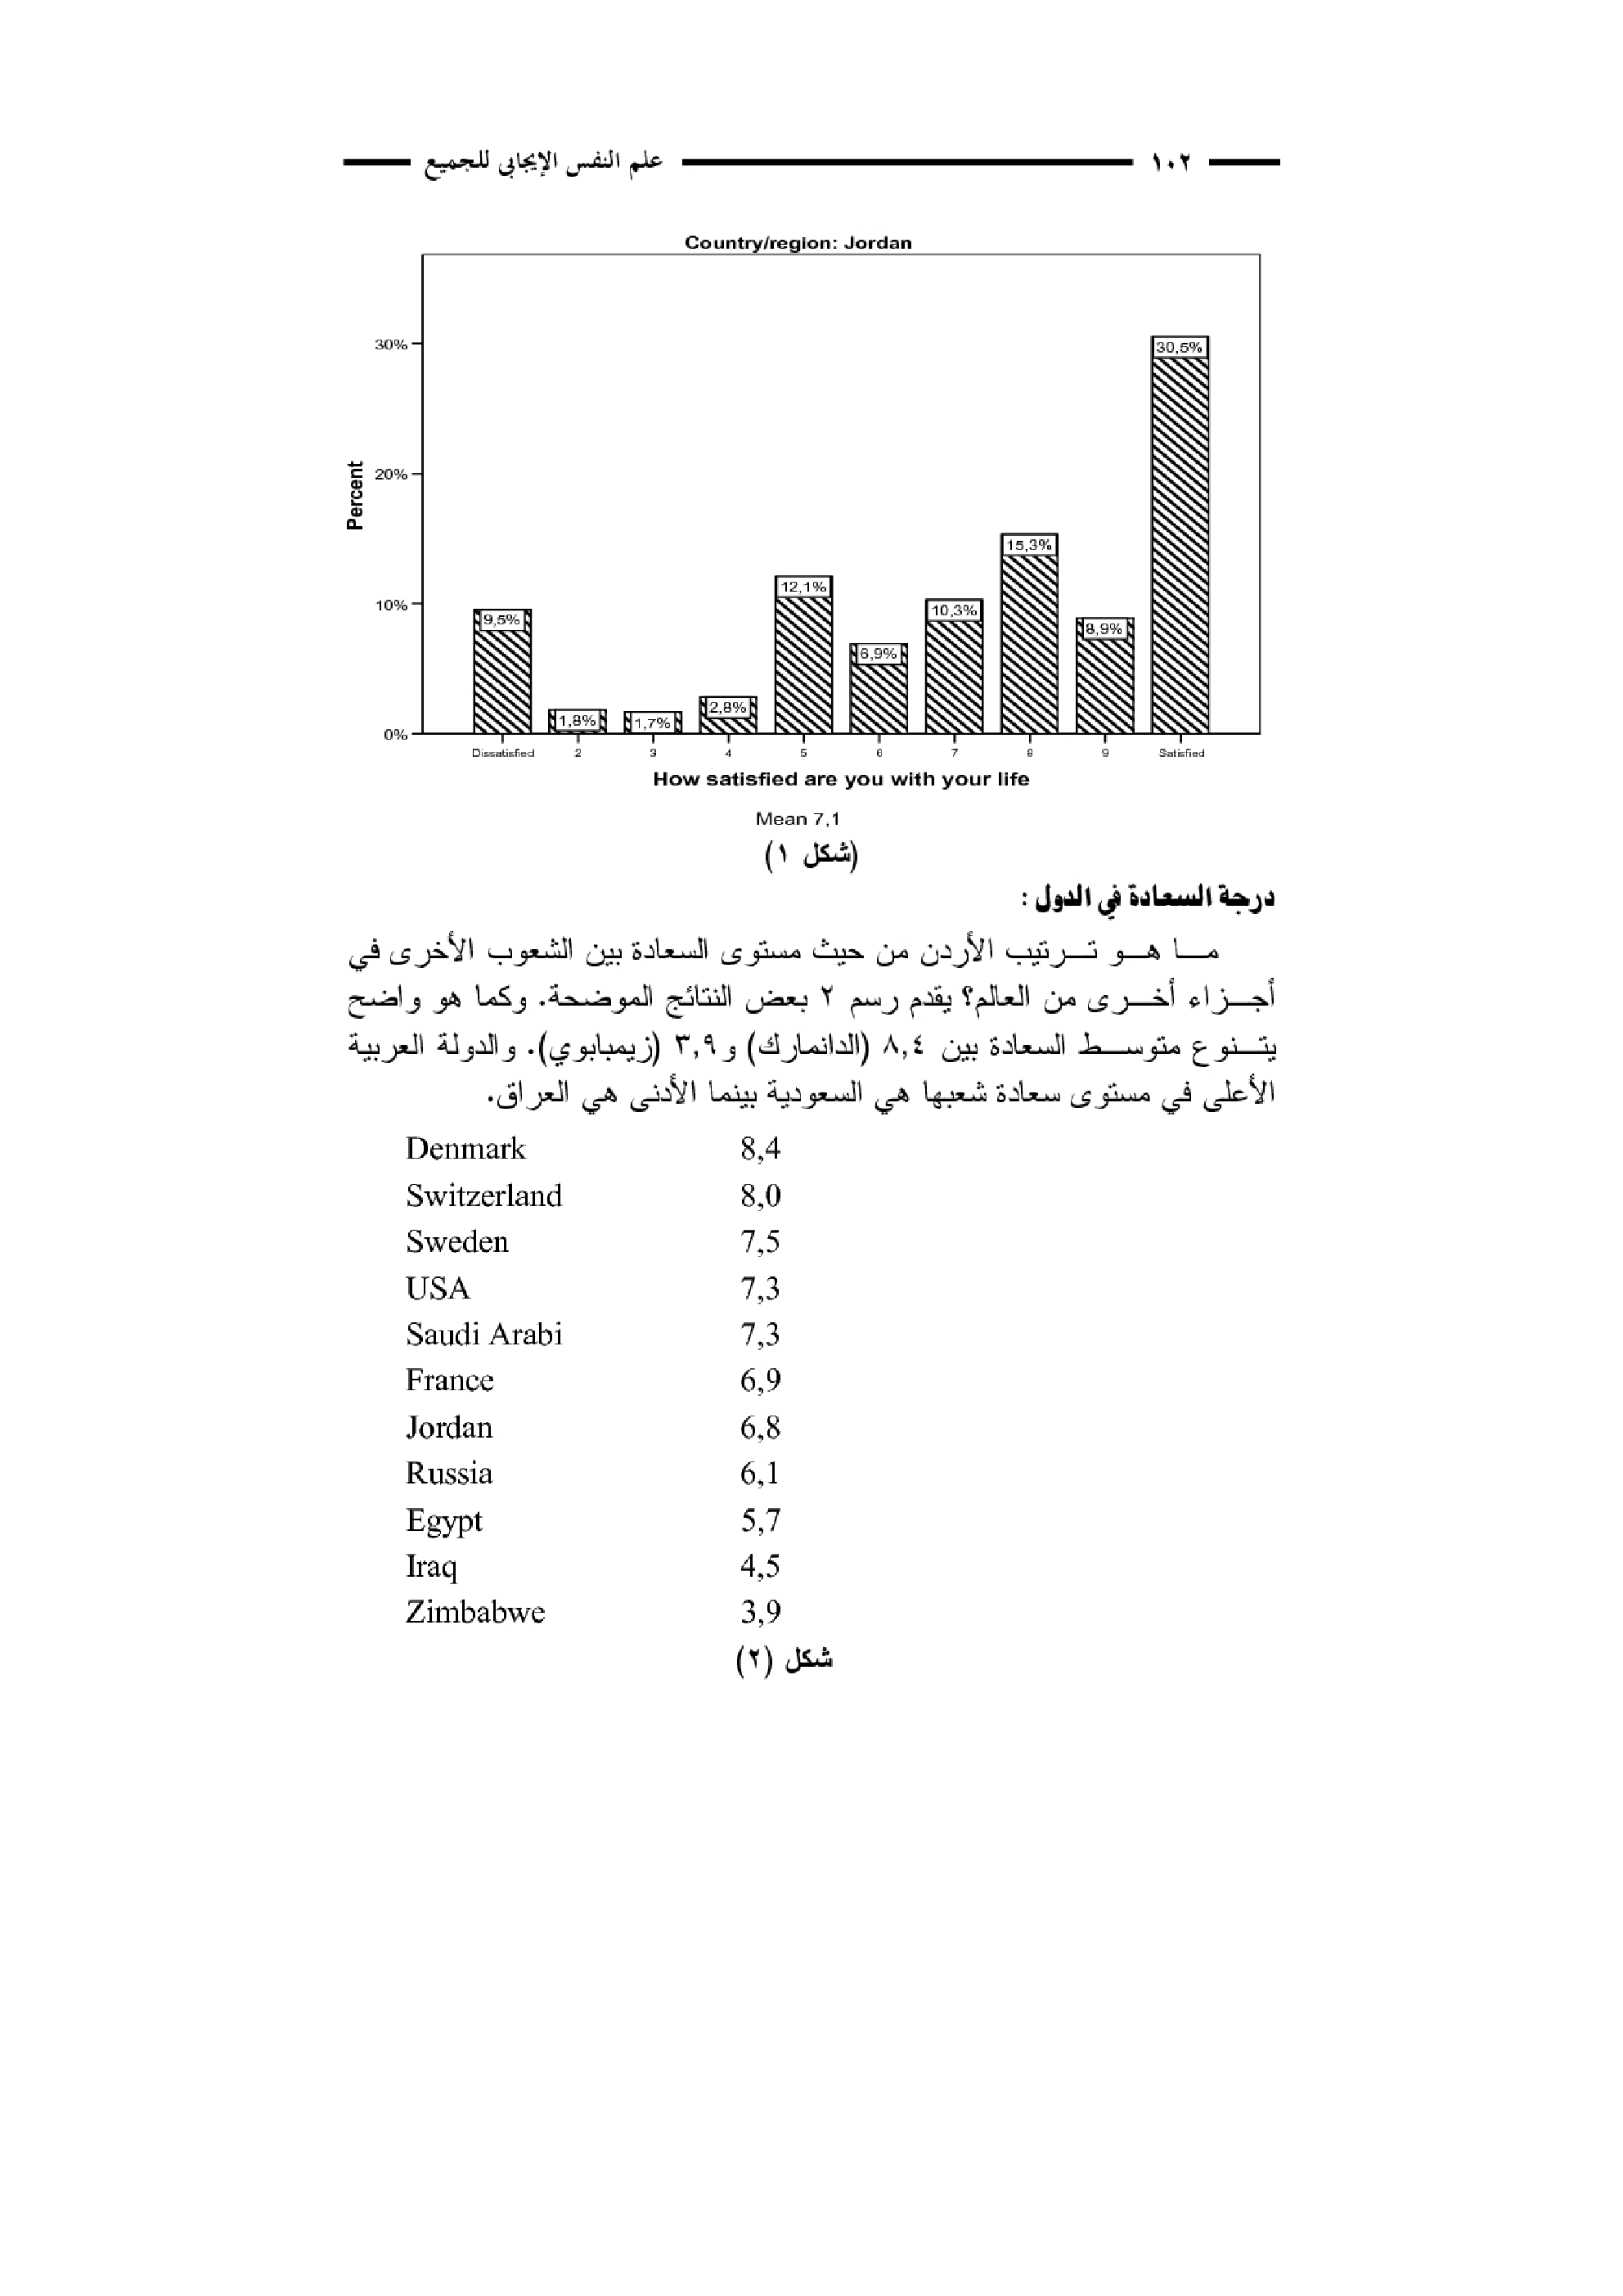 ١٠٢ علم النفس الإيجابي للجميع
Country/region: Jordan
30%
20%
10%
0%
Percent
9,5%
1,8%
1,7%
2,8%
12,1%
6,9%
10,3%
15,3%
8,9%
30,5%
Dissatisfied 2 3 4 5 6 7 8 9 Satisfied
How satisfied are you with your life
Mean 7,1
(شكل ١)
درجة السعادة في الدول :
مـــا هـــو تـــرتيب الأردن من حيث مستوى السعادة بين الشعوب الأخرى في
أجـــزاء أخـــرى من العالم؟ يقدم رسم ٢ بعض النتائج الموضحة. وكما هو واضح
يتـــنوع متوســـط السعادة بين ٨,٤ (الدانمارك) و٣,٩ (زيمبابوي). والدولة العربية
الأعلى في مستوى سعادة شعبها هي السعودية بينما الأدنى هي العراق.
Denmark 8,4
Switzerland 8,0
Sweden 7,5
USA 7,3
Saudi Arabi 7,3
France 6,9
Jordan 6,8
Russia 6,1
Egypt 5,7
Iraq 4,5
Zimbabwe 3,9
شكل (٢)